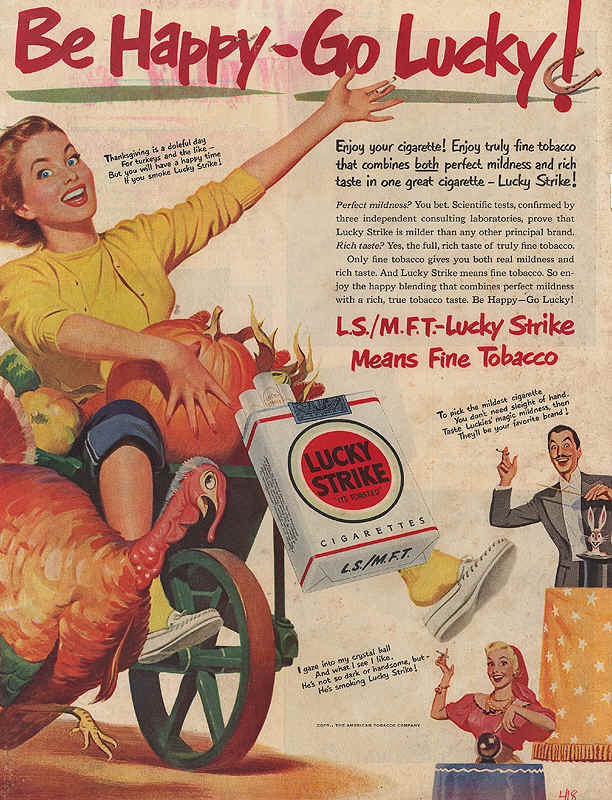 Be Happy-Go Lucky!
Thanksgiving is a doleful day
For turkeys and the like —
But you will have a happy time
If you smoke Lucky Strike!
Enjoy your cigarette! Enjoy truly fine tobacco
that combines both perfect mildness and rich
taste in one great cigarette – Lucky Strike!
Perfect mildness? You bet. Scientific tests, confirmed by
three independent consulting laboratories, prove that
Lucky Strike is milder than any other principal brand.
Rich taste? Yes, the full, rich taste of truly fine tobacco.
Only fine tobacco gives you both real mildness and
rich taste. And Lucky Strike means fine tobacco. So en-
joy the happy blending that combines perfect mildness
with a rich, true tobacco taste. Be Happy—Go Lucky!
L.S./M.F.T.-Lucky Strike
Means Fine Tobacco
To pick the mildest cigarette
You don't need sleight of hand.
Taste Luckies' magic mildness, then
They'll be your favorite brand!
LUCKY
STRIKE
"IT'S TOASTED"
CIGARETTES
L.S./M.F.T.
I gaze into my crystal ball
And what I see I like.
He's not so dark or handsome, but-
He's smoking Lucky Strike!
COPR., THE AMERICAN TOBACCO COMPANY
418